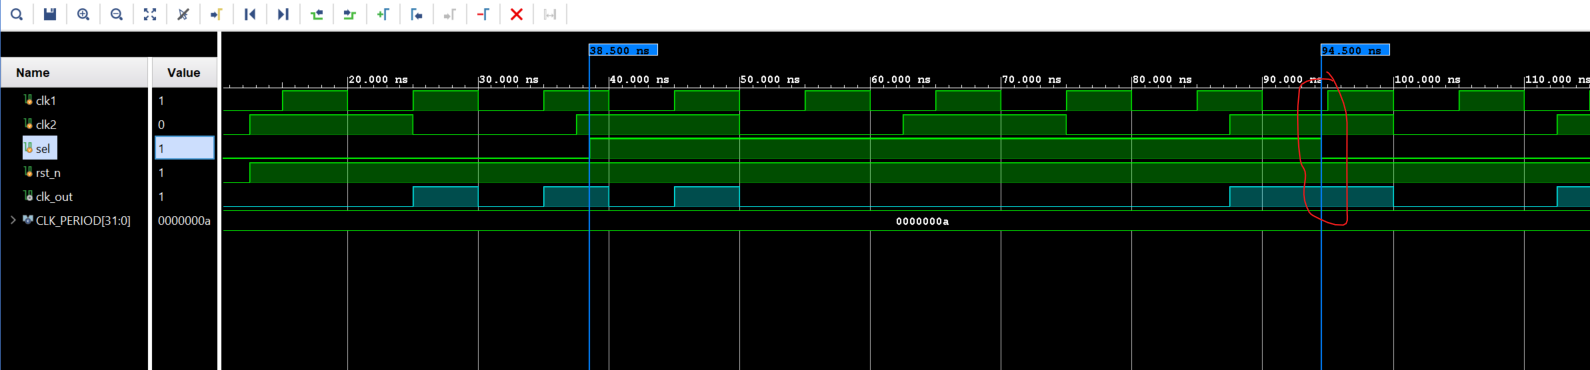 38.500 ns
94.500 ns
Name
Value
20.000 ns
30.000 ns
40.000 ns
50.000 ns
60.000 ns
70.000 ns
80.000 ns
90.000 ns
100.000 ns
110.000 ns
clk1
1
clk2
0
sel
1
rst_n
1
clk_out
1
CLK_PERIOD[31:0]
0000000a
0000000a